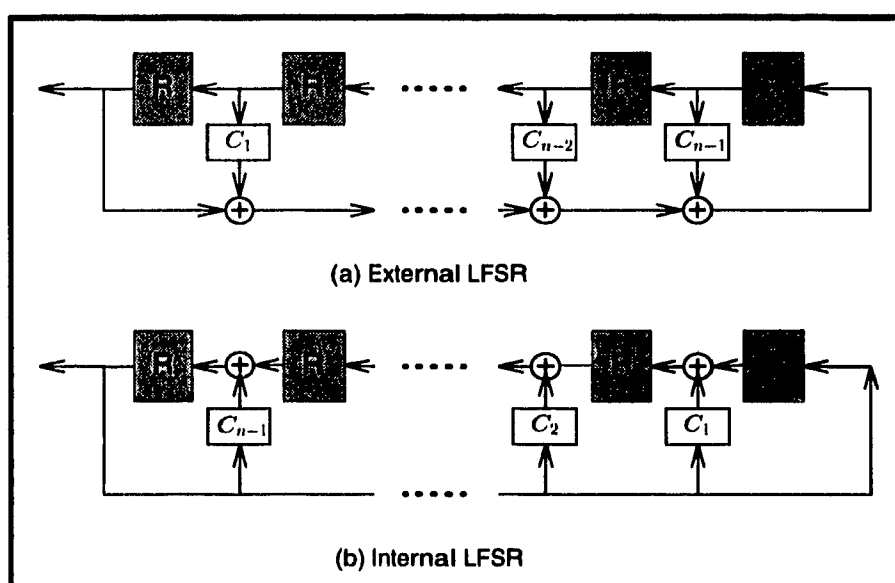 R R
C₁ Cₙ₋₂ Cₙ₋₁
(a) External LFSR
R R
Cₙ₋₁ C₂ C₁
(b) Internal LFSR